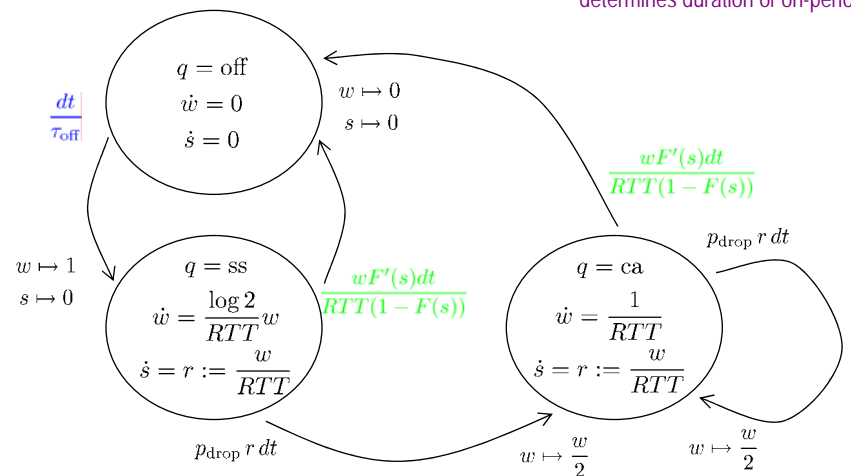 determines duration of on-perio
q = off
ẇ = 0
ṡ = 0
dt/τ_off
w ↦ 0
s ↦ 0
wF′(s)dt/RTT(1 − F(s))
p_drop r dt
w ↦ 1
s ↦ 0
q = ss
ẇ = log 2/RTT w
ṡ = r := w/RTT
wF′(s)dt/RTT(1 − F(s))
q = ca
ẇ = 1/RTT
ṡ = r := w/RTT
p_drop r dt
w ↦ w/2
w ↦ w/2